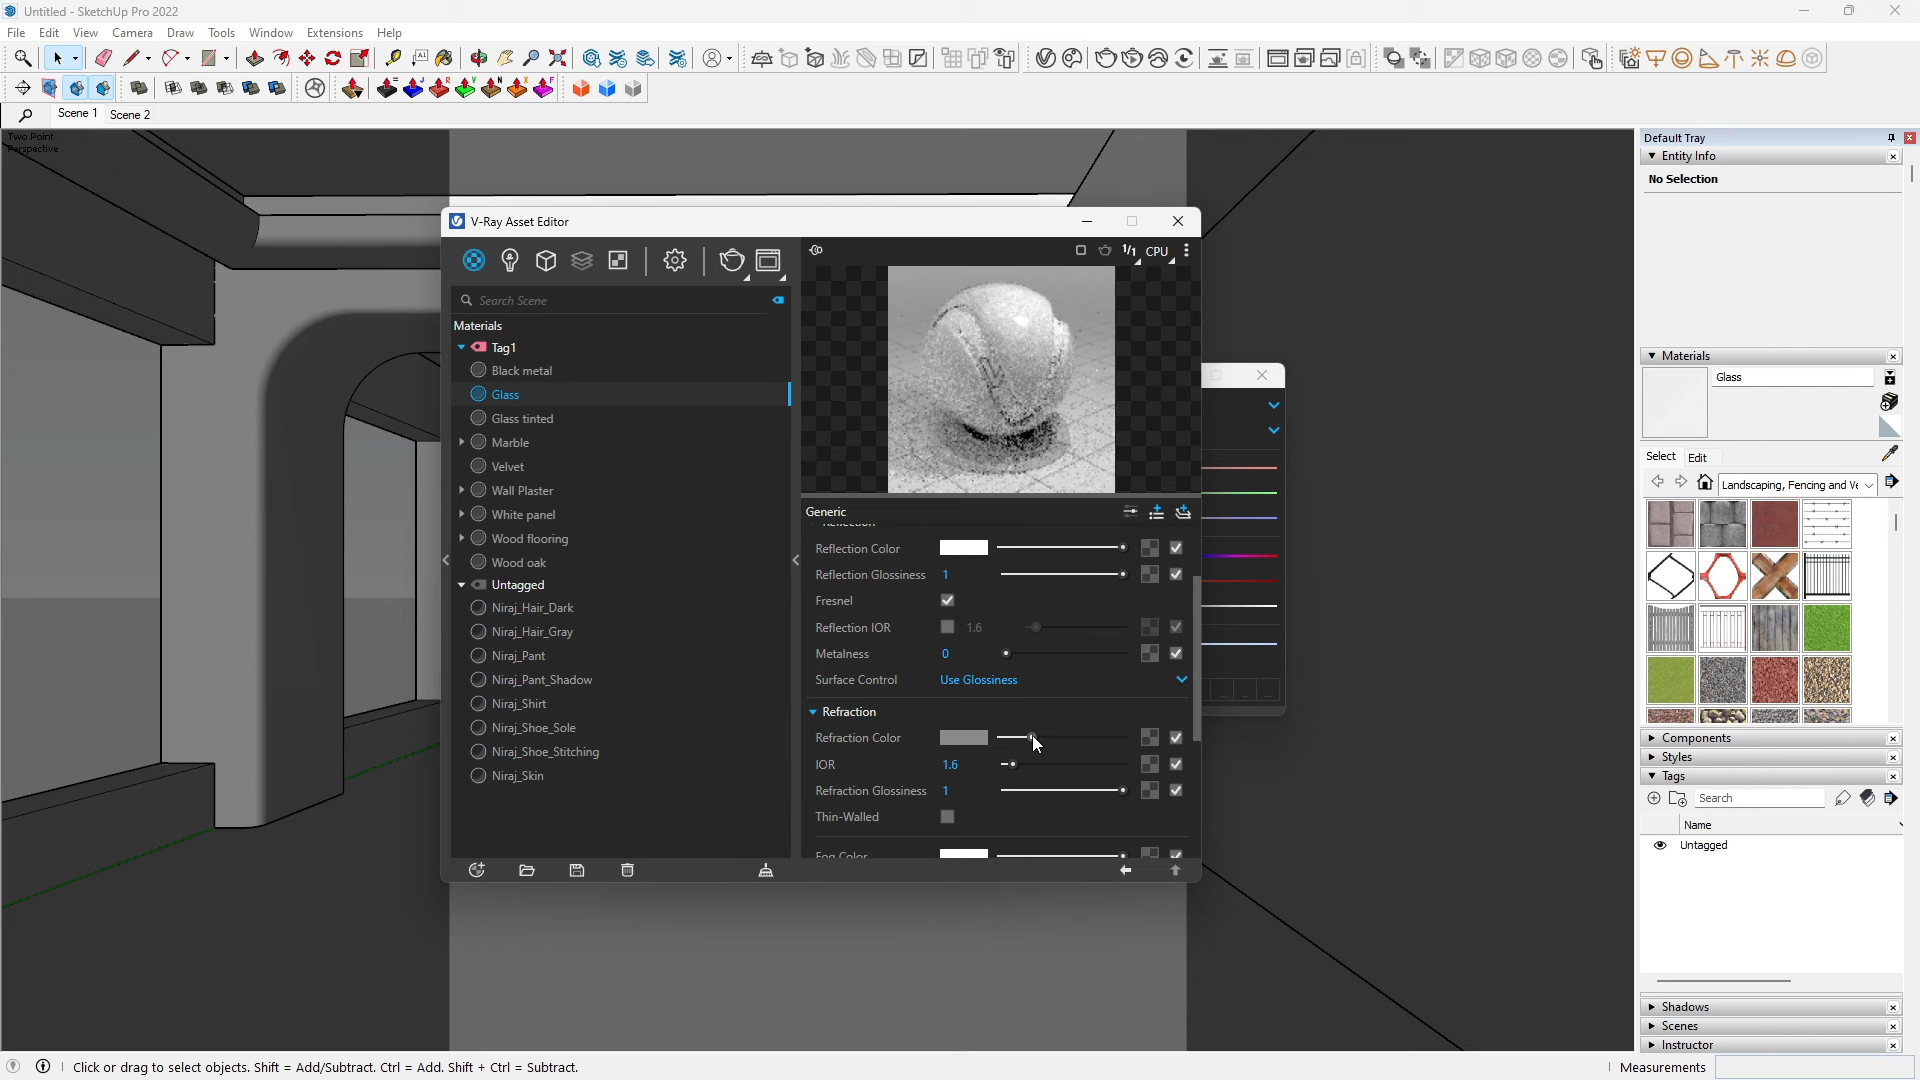 Untitled - SketchUp Pro 2022
File Edit View Camera Draw Tools Window Extensions Help
Scene 1 Scene 2
Two Point
Perspective
V-Ray Asset Editor
1/1 CPU
Search Scene
Materials
Tag1
Black metal
Glass
Glass tinted
Marble
Velvet
Wall Plaster
White panel
Wood flooring
Wood oak
Untagged
Niraj_Hair_Dark
Niraj_Hair_Gray
Niraj_Pant
Niraj_Pant_Shadow
Niraj_Shirt
Niraj_Shoe_Sole
Niraj_Shoe_Stitching
Niraj_Skin
Generic
Reflection
Reflection Color
Reflection Glossiness 1
Fresnel
Reflection IOR 1.6
Metalness 0
Surface Control Use Glossiness
Refraction
Refraction Color
IOR 1.6
Refraction Glossiness 1
Thin-Walled
Fog Color
Default Tray
Entity Info
No Selection
Materials
Glass
Select Edit
Landscaping, Fencing and Ve
Components
Styles
Tags
Search
Name
Untagged
Shadows
Scenes
Instructor
Click or drag to select objects. Shift = Add/Subtract. Ctrl = Add. Shift + Ctrl = Subtract.
Measurements